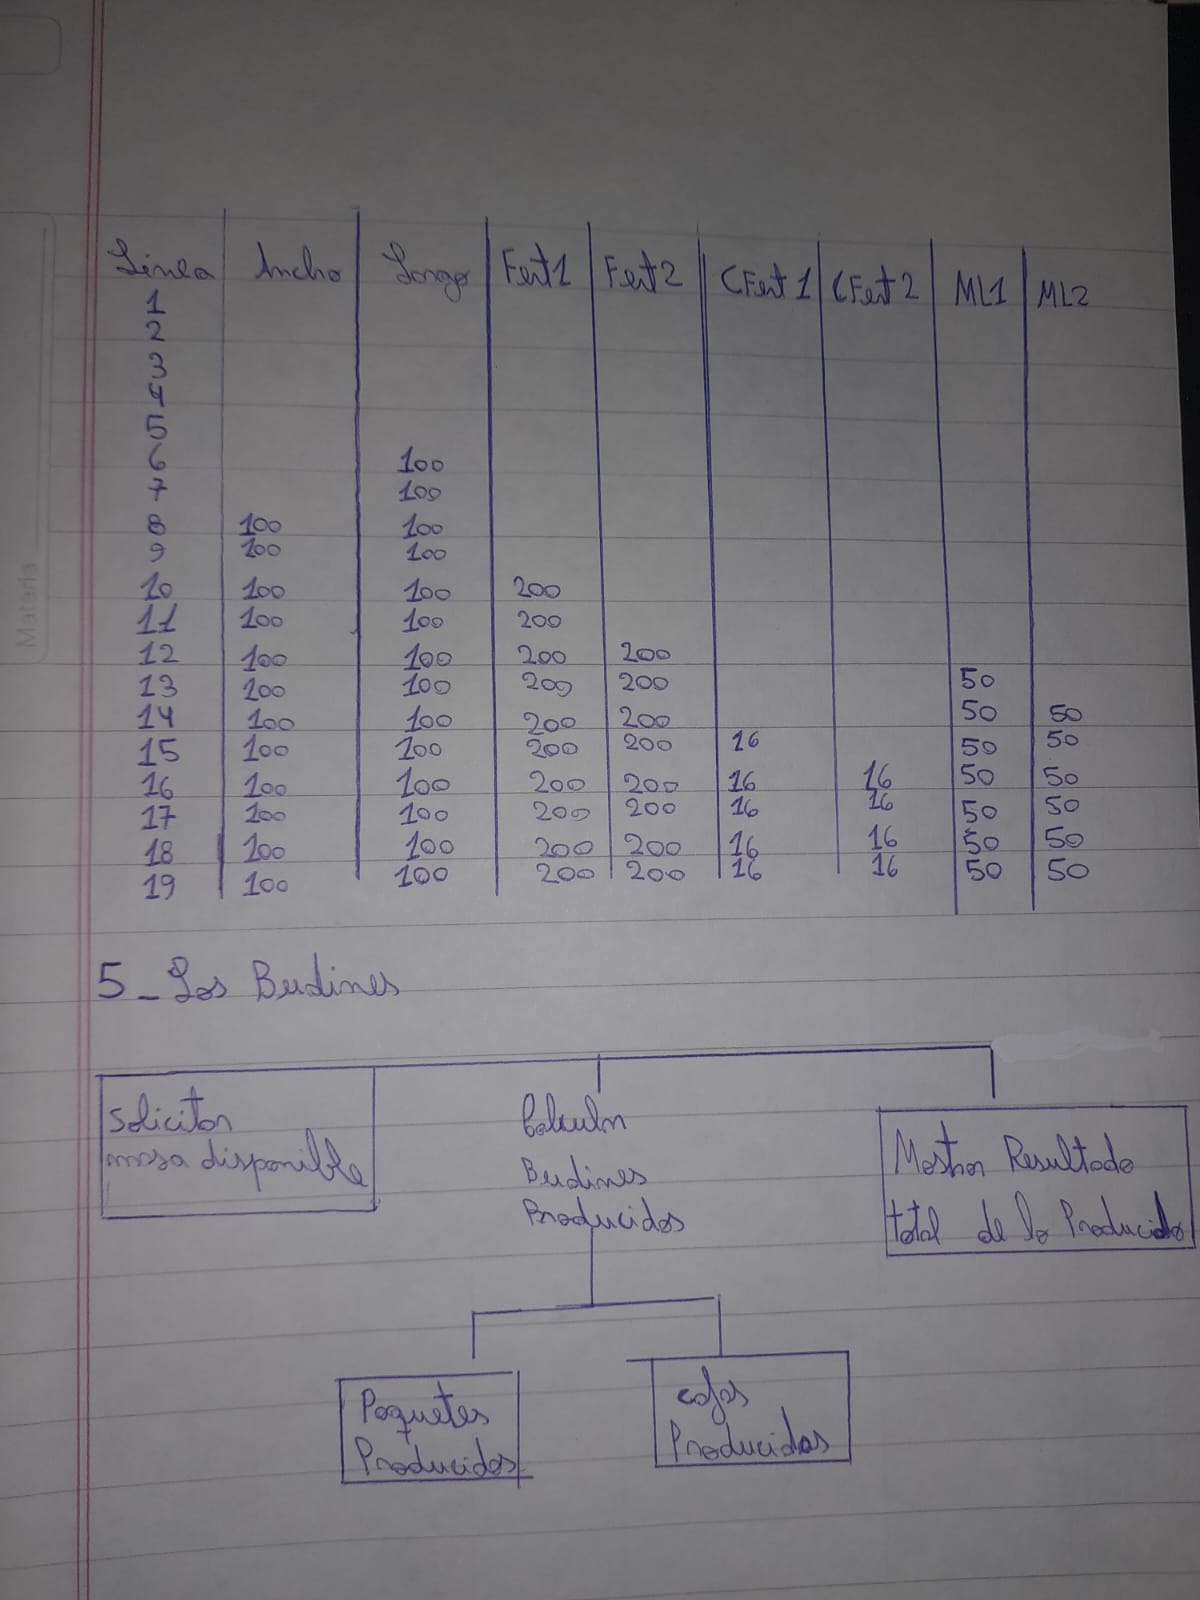 Materia
Linea Ancho Largo Fert1 Fert2 CFert 1 CFert 2 ML1 ML2
1
2
3
4
5
6 100
7 100
8 100 100
9 100 100
10 100 100 200
11 100 100 200
12 100 100 200 200
13 100 100 200 200 50
14 100 100 200 200 50 50
15 100 100 200 200 16 50 50
16 100 100 200 200 16 16 50 50
17 100 100 200 200 16 16 50 50
18 100 100 200 200 16 16 50 50
19 100 100 200 200 16 16 50 50
5_ Los Budines
Solicitar
masa disponible
Calcular
Budines
Producidos
Mostrar Resultado
total de lo Producido
Paquetes
Producidos
cajas
Producidas